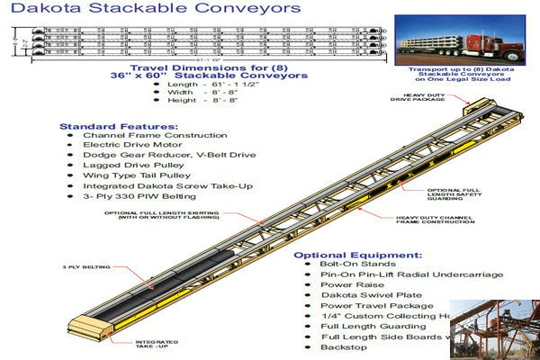 Dakota Stackable Conveyors
61'-1 1/2"
Travel Dimensions for (8)
36" x 60" Stackable Conveyors
• Length - 61' - 1 1/2"
• Width - 8' - 8"
• Height - 8' - 8"
Transport up to (8) Dakota
Stackable Conveyors
on One Legal Size Load
HEAVY DUTY
DRIVE PACKAGE
Standard Features:
• Channel Frame Construction
• Electric Drive Motor
• Dodge Gear Reducer, V-Belt Drive
• Lagged Drive Pulley
• Wing Type Tail Pulley
• Integrated Dakota Screw Take-Up
• 3- Ply 330 PIW Belting
OPTIONAL FULL
LENGTH SAFETY
GUARDING
OPTIONAL FULL LENGTH SKIRTING
(WITH OR WITHOUT FLASHING)
HEAVY DUTY CHANNEL
FRAME CONSTRUCTION
3 PLY BELTING
INTEGRATED
TAKE - UP
Optional Equipment:
• Bolt-On Stands
• Pin-On Pin-Lift Radial Undercarriage
• Power Raise
• Dakota Swivel Plate
• Power Travel Package
• 1/4" Custom Collecting Ho
• Full Length Guarding
• Full Length Side Boards w
• Backstop